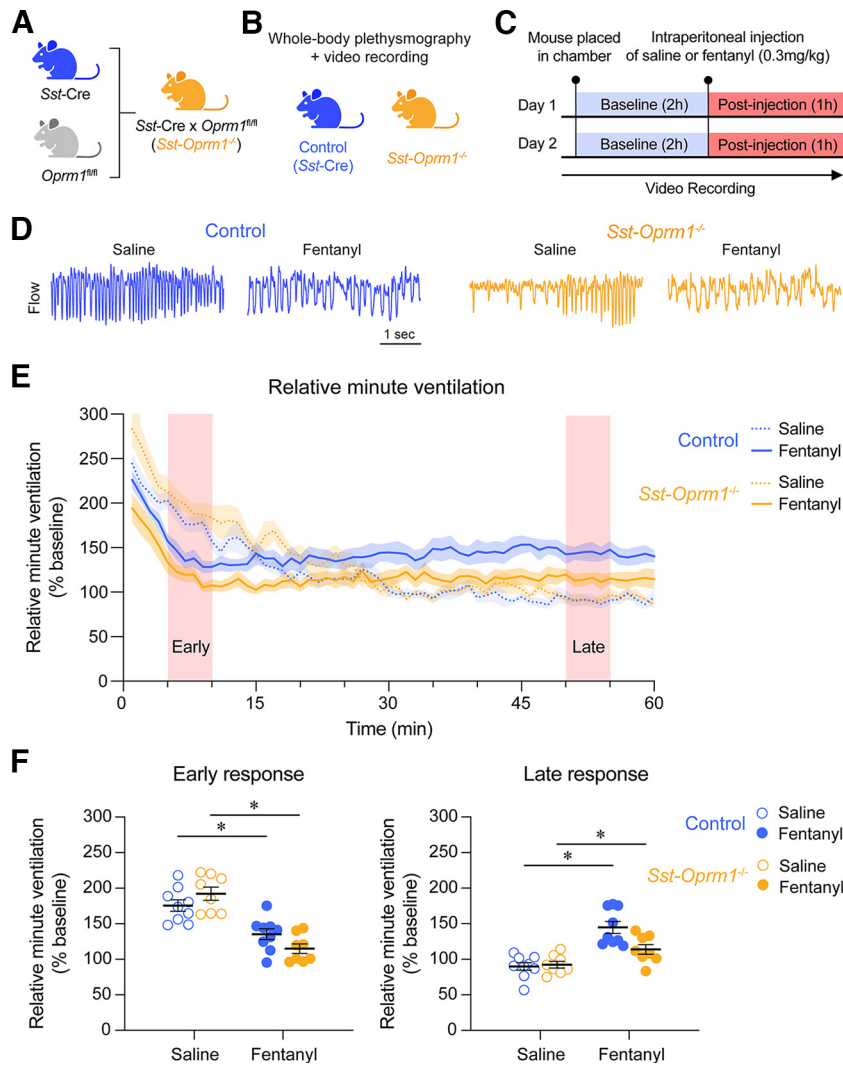 A
Sst-Cre
Oprm1fl/fl
Sst-Cre x Oprm1fl/fl
(Sst-Oprm1-/-)
B
Whole-body plethysmography
+ video recording
Control
(Sst-Cre)
Sst-Oprm1-/-
C
Mouse placed
in chamber
Intraperitoneal injection
of saline or fentanyl (0.3mg/kg)
Day 1
Baseline (2h)
Post-injection (1h)
Day 2
Baseline (2h)
Post-injection (1h)
Video Recording
D
Control
Sst-Oprm1-/-
Saline
Fentanyl
Saline
Fentanyl
Flow
1 sec
E
Relative minute ventilation
Relative minute ventilation
(% baseline)
300
250
200
150
100
50
0
Early
Late
0
15
30
45
60
Time (min)
Control
Saline
Fentanyl
Sst-Oprm1-/-
Saline
Fentanyl
F
Early response
Relative minute ventilation
(% baseline)
300
250
200
150
100
50
0
*
*
Saline
Fentanyl
Late response
Relative minute ventilation
(% baseline)
300
250
200
150
100
50
0
*
*
Saline
Fentanyl
Control
Saline
Fentanyl
Sst-Oprm1-/-
Saline
Fentanyl